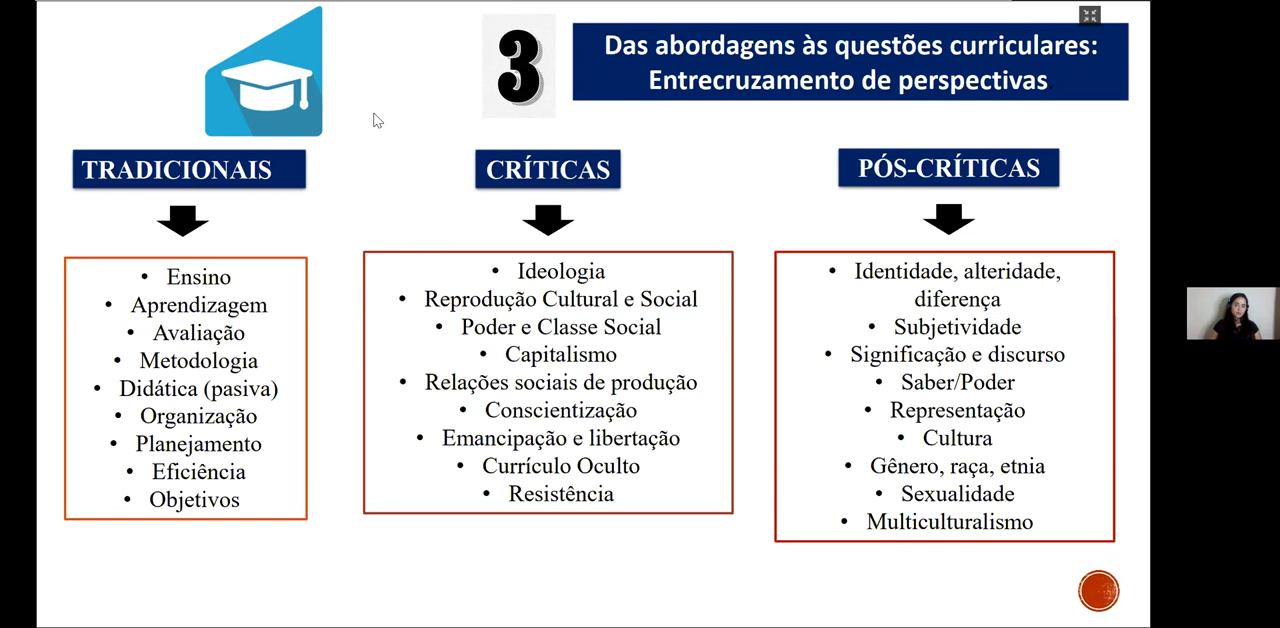 3
Das abordagens às questões curriculares:
Entrecruzamento de perspectivas.
TRADICIONAIS
• Ensino
• Aprendizagem
• Avaliação
• Metodologia
• Didática (pasiva)
• Organização
• Planejamento
• Eficiência
• Objetivos
CRÍTICAS
• Ideologia
• Reprodução Cultural e Social
• Poder e Classe Social
• Capitalismo
• Relações sociais de produção
• Conscientização
• Emancipação e libertação
• Currículo Oculto
• Resistência
PÓS-CRÍTICAS
• Identidade, alteridade,
diferença
• Subjetividade
• Significação e discurso
• Saber/Poder
• Representação
• Cultura
• Gênero, raça, etnia
• Sexualidade
• Multiculturalismo